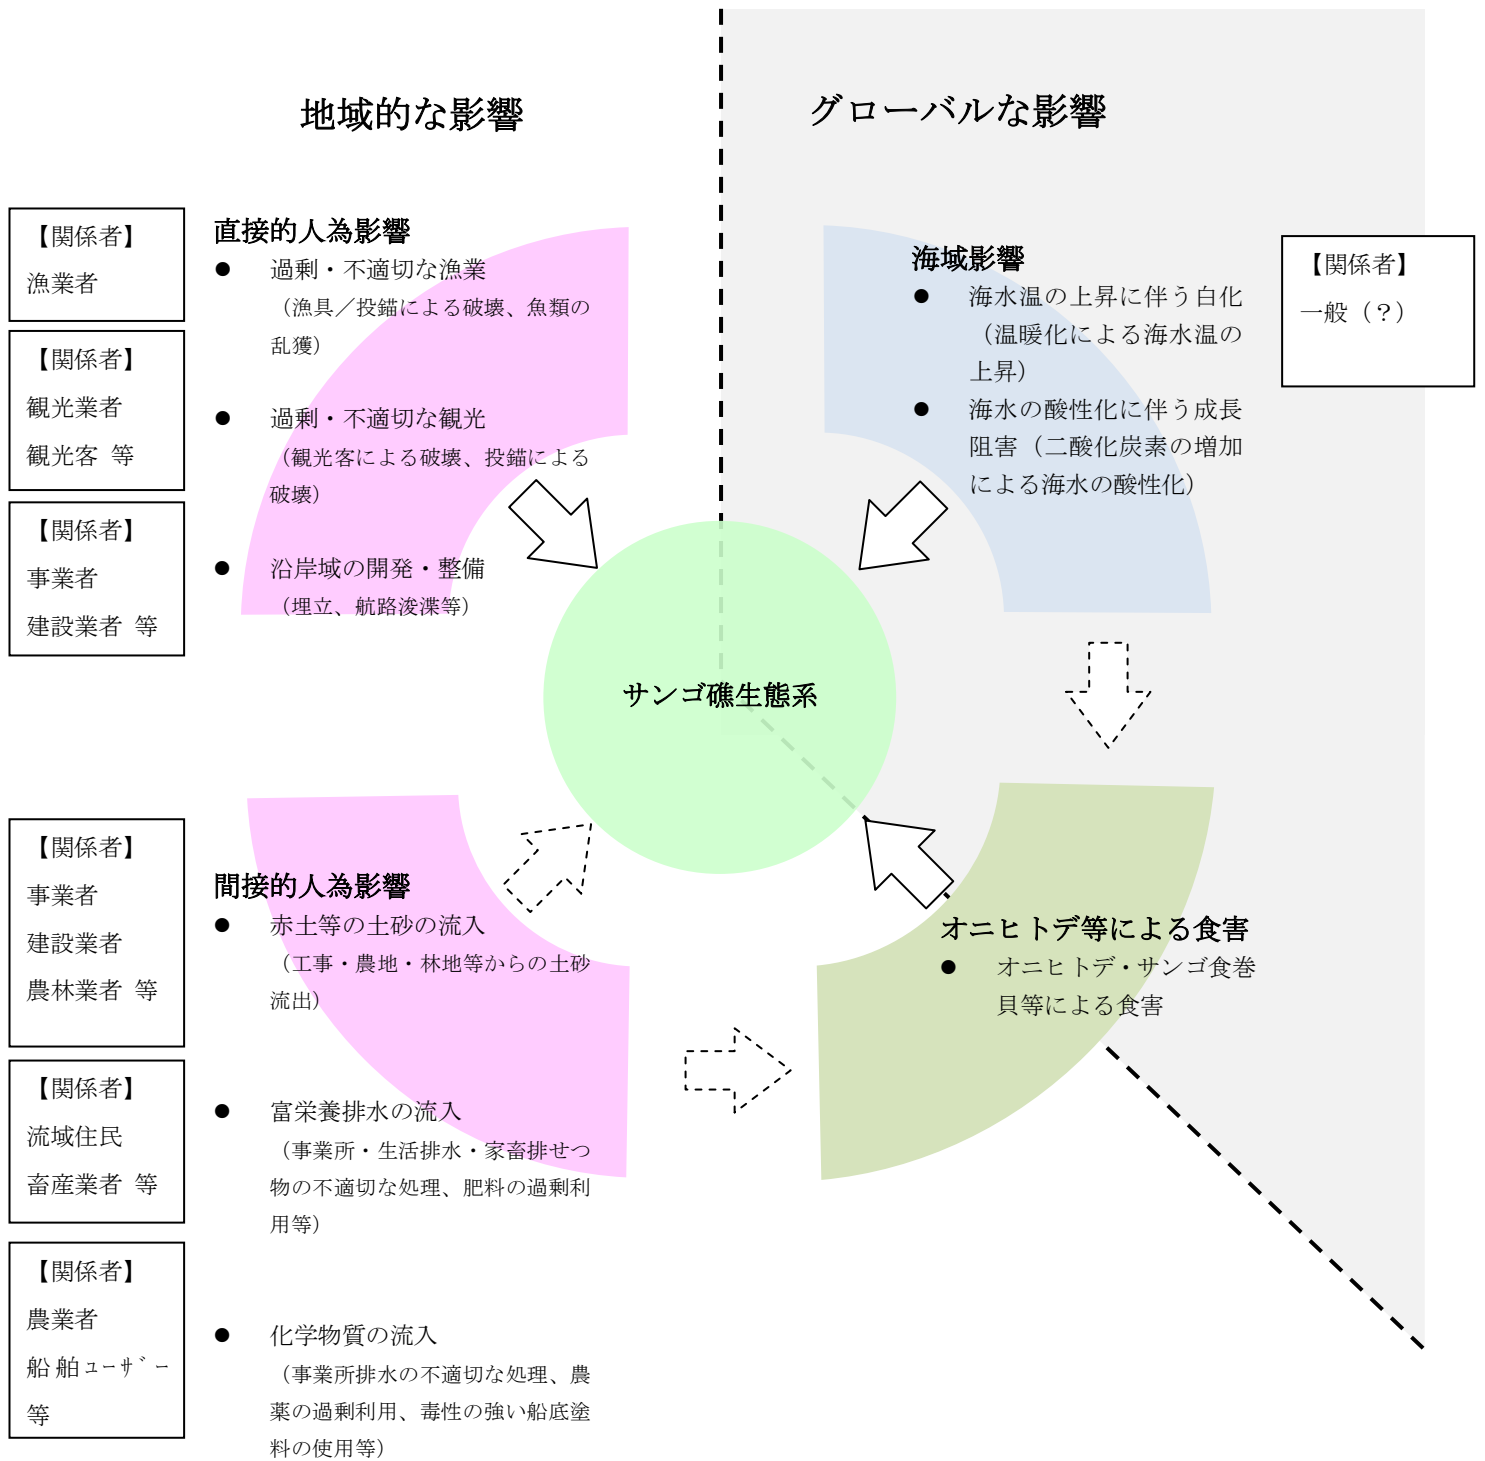 地域的な影響
グローバルな影響
【関係者】
漁業者
【関係者】
観光業者
観光客 等
【関係者】
事業者
建設業者 等
直接的人為影響
● 過剰・不適切な漁業
（漁具／投錨による破壊、魚類の
乱獲）
● 過剰・不適切な観光
（観光客による破壊、投錨による
破壊）
● 沿岸域の開発・整備
（埋立、航路浚渫等）
海域影響
● 海水温の上昇に伴う白化
（温暖化による海水温の
上昇）
● 海水の酸性化に伴う成長
阻害（二酸化炭素の増加
による海水の酸性化）
【関係者】
一般（？）
サンゴ礁生態系
【関係者】
事業者
建設業者
農林業者 等
【関係者】
流域住民
畜産業者 等
【関係者】
農業者
船舶ﾕｰｻﾞｰ
等
間接的人為影響
● 赤土等の土砂の流入
（工事・農地・林地等からの土砂
流出）
● 富栄養排水の流入
（事業所・生活排水・家畜排せつ
物の不適切な処理、肥料の過剰利
用等）
● 化学物質の流入
（事業所排水の不適切な処理、農
薬の過剰利用、毒性の強い船底塗
料の使用等）
オニヒトデ等による食害
● オニヒトデ・サンゴ食巻
貝等による食害